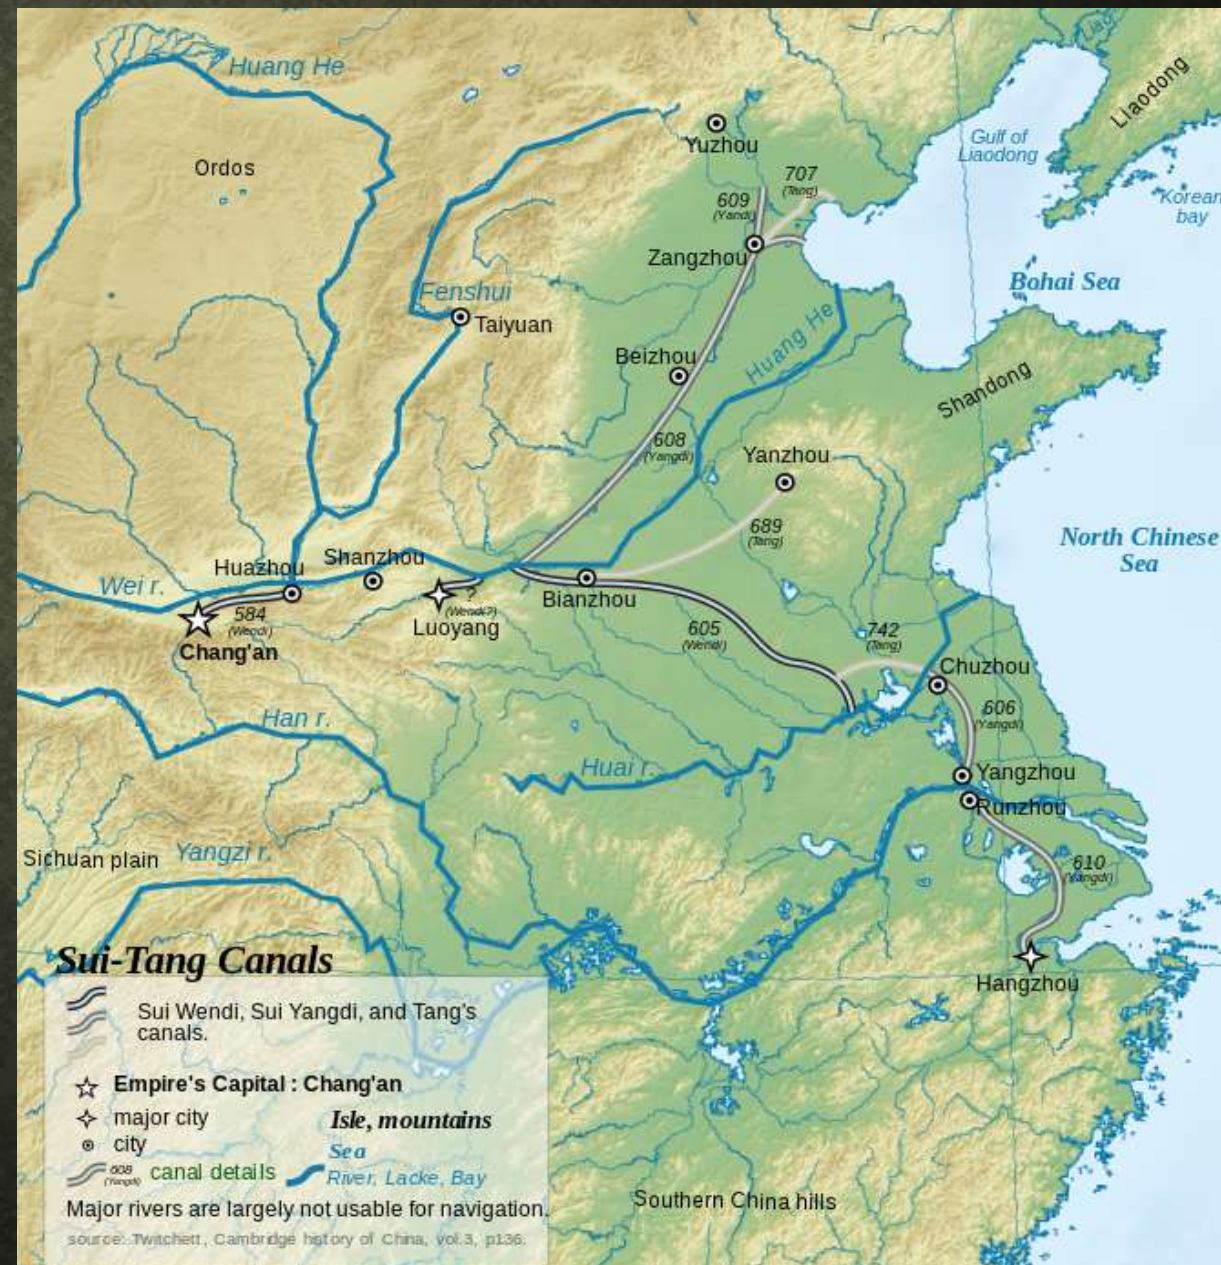 Huang He
Liao
Liaodong
Gulf of
Liaodong
Yuzhou
Ordos
707
(Tang)
609
(Yandi)
Korean
bay
Zangzhou
Bohai Sea
Fenshui
Taiyuan
Huang He
Beizhou
Shandong
608
(Yangdi)
Yanzhou
689
(Tang)
North Chinese
Sea
Huazhou
Shanzhou
Wei r.
584
(Wendi)
Chang'an
?
(Wendi?)
Luoyang
Bianzhou
605
(Wendi)
742
(Tang)
Chuzhou
606
(Yangdi)
Han r.
Huai r.
Yangzhou
Runzhou
Sichuan plain
Yangzi r.
610
(Yangdi)
Hangzhou
Southern China hills
Sui-Tang Canals
Sui Wendi, Sui Yangdi, and Tang's
canals.
Empire's Capital : Chang'an
major city
Isle, mountains
city
Sea
608
(Yangdi)
canal details
River, Lacke, Bay
Major rivers are largely not usable for navigation.
source: Twitchett, Cambridge history of China, vol.3, p136.